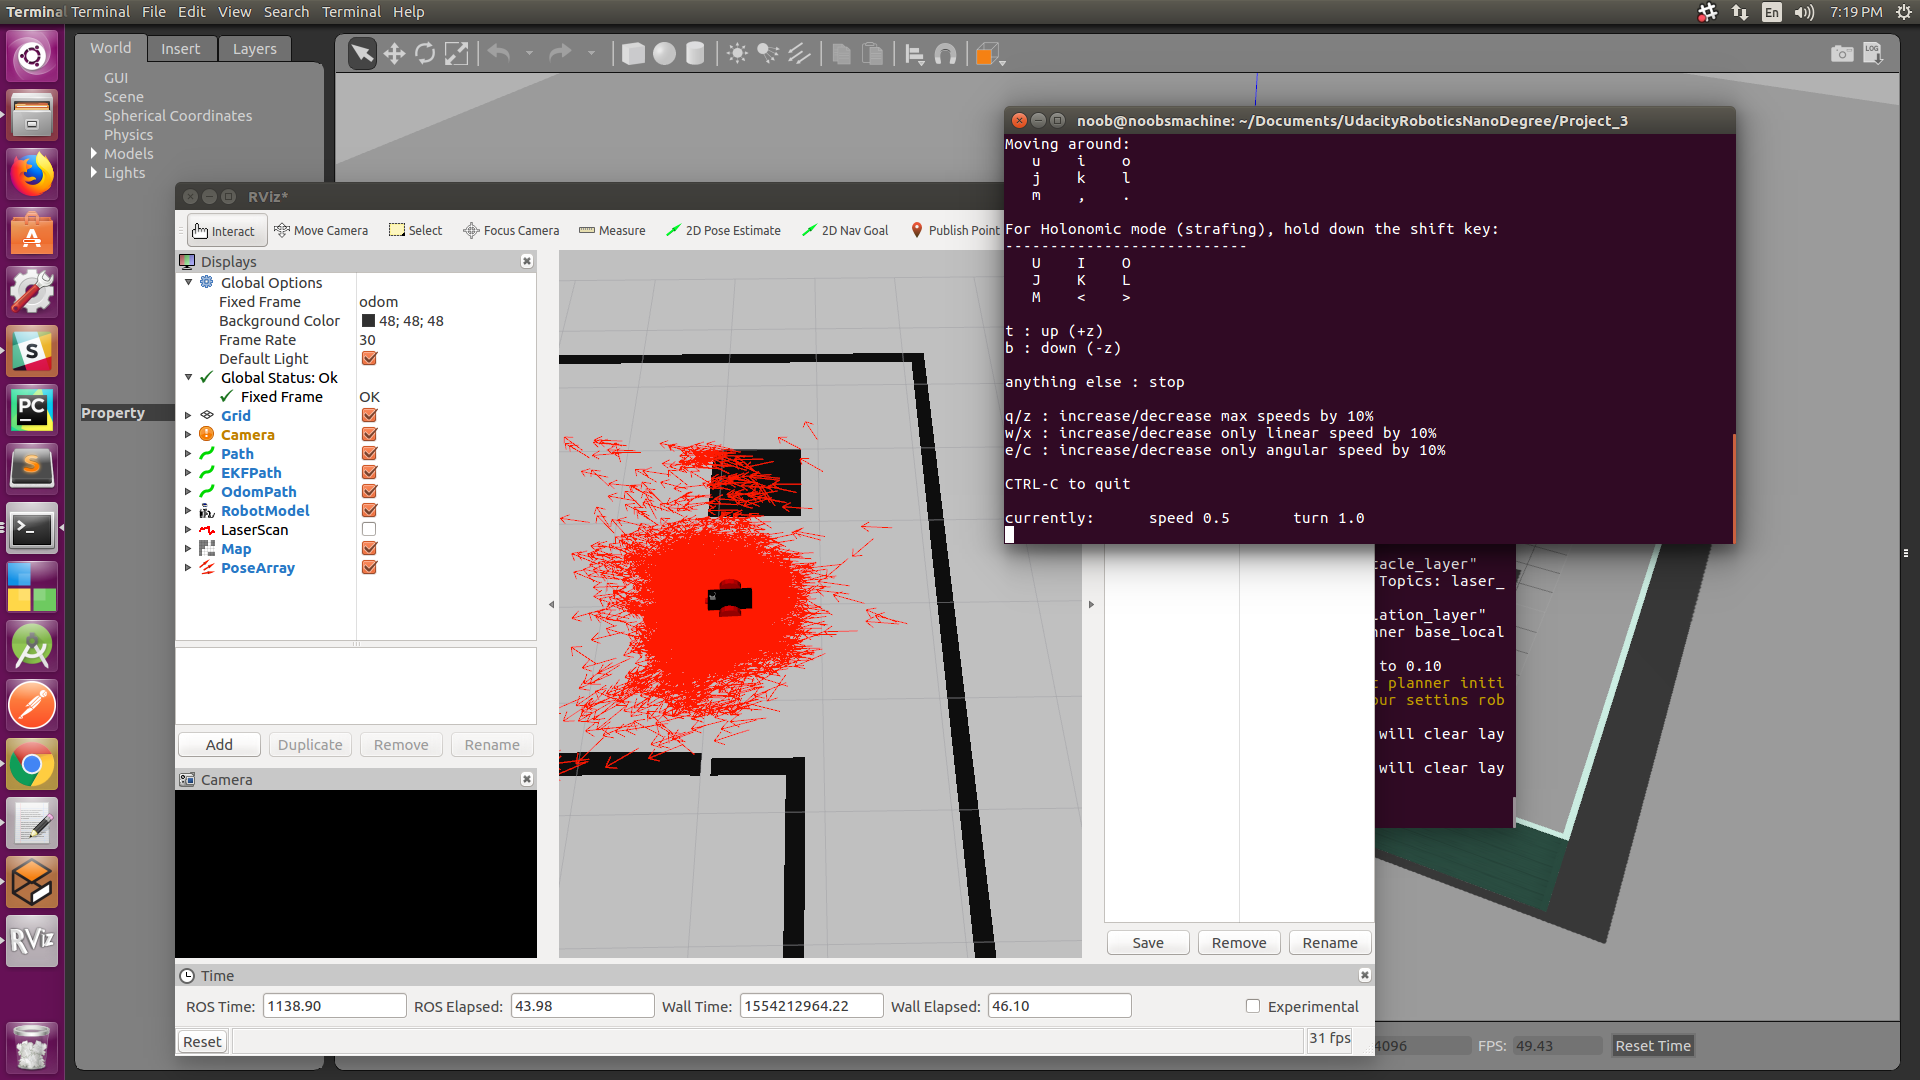 Terminal Terminal File Edit View Search Terminal Help
En 7:19 PM
World Insert Layers
GUI
Scene
Spherical Coordinates
Physics
Models
Lights
Property
LOG
noob@noobsmachine: ~/Documents/UdacityRoboticsNanoDegree/Project_3
Moving around:
u i o
j k l
m , .
For Holonomic mode (strafing), hold down the shift key:
---------------------------
U I O
J K L
M < >
t : up (+z)
b : down (-z)
anything else : stop
q/z : increase/decrease max speeds by 10%
w/x : increase/decrease only linear speed by 10%
e/c : increase/decrease only angular speed by 10%
CTRL-C to quit
currently: speed 0.5 turn 1.0
RViz*
Interact Move Camera Select Focus Camera Measure 2D Pose Estimate 2D Nav Goal Publish Point
Displays
Global Options
Fixed Frame odom
Background Color 48; 48; 48
Frame Rate 30
Default Light
Global Status: Ok
Fixed Frame OK
Grid
Camera
Path
EKFPath
OdomPath
RobotModel
LaserScan
Map
PoseArray
Add Duplicate Remove Rename
Camera
acle_layer"
Topics: laser_
lation_layer"
nner base_local
to 0.10
t planner initi
our settins rob
will clear lay
will clear lay
Save Remove Rename
Time
ROS Time: 1138.90 ROS Elapsed: 43.98 Wall Time: 1554212964.22 Wall Elapsed: 46.10 Experimental
Reset 31 fps
4096 FPS: 49.43 Reset Time
PC
S
RViz